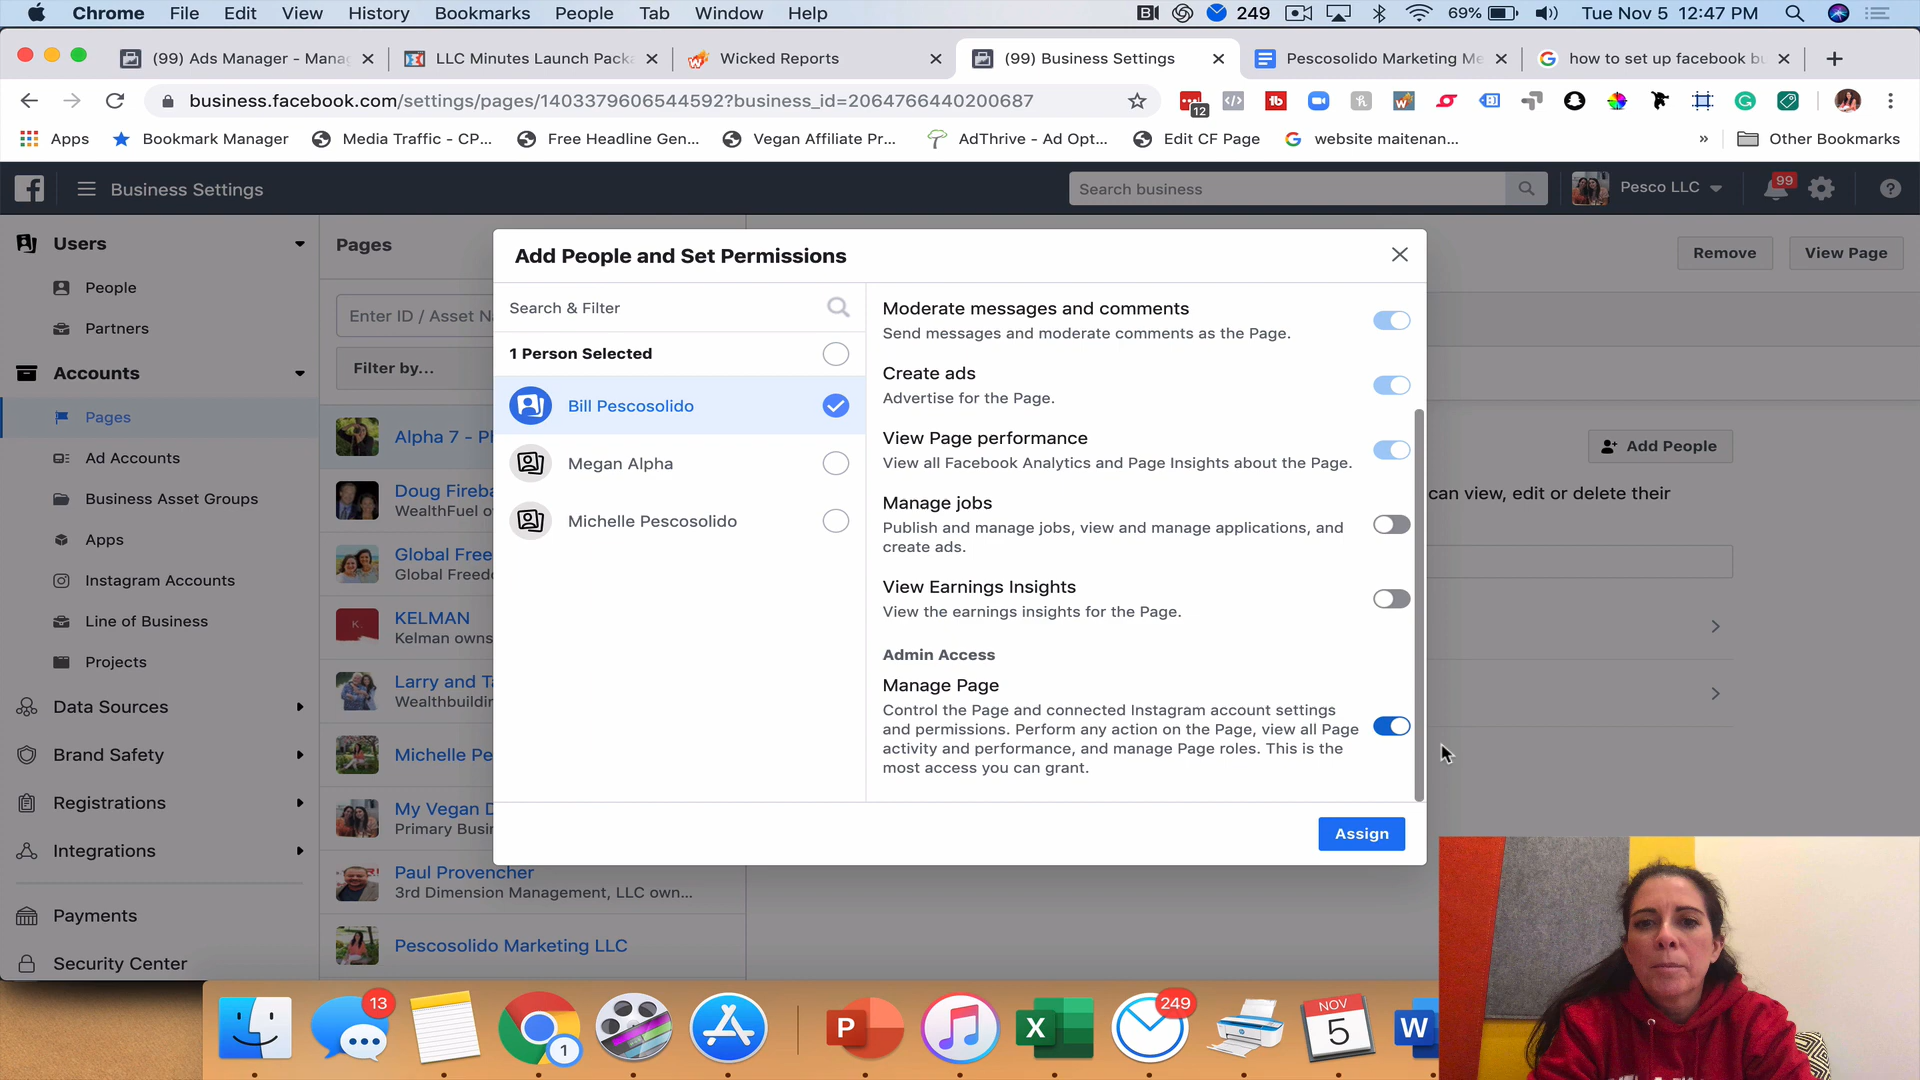 Chrome File Edit View History Bookmarks People Tab Window Help 249 69% Tue Nov 5 12:47 PM
(99) Ads Manager - Mana
LLC Minutes Launch Packa
Wicked Reports
(99) Business Settings
Pescosolido Marketing Me
how to set up facebook bu
business.facebook.com/settings/pages/1403379606544592?business_id=2064766440200687
12
Apps Bookmark Manager Media Traffic - CP... Free Headline Gen... Vegan Affiliate Pr... AdThrive - Ad Opt... Edit CF Page website maitenan... » Other Bookmarks
Business Settings
Search business
Pesco LLC
99
Users
People
Partners
Accounts
Pages
Ad Accounts
Business Asset Groups
Apps
Instagram Accounts
Line of Business
Projects
Data Sources
Brand Safety
Registrations
Integrations
Payments
Security Center
Pages
Enter ID / Asset N
Filter by...
Alpha 7 - Ph
Doug Fireba
WealthFuel o
Global Free
Global Freed
KELMAN
Kelman owns
Larry and Ta
Wealthbuildin
Michelle Pe
My Vegan D
Primary Busin
Paul Provencher
3rd Dimension Management, LLC own...
Pescosolido Marketing LLC
Add People and Set Permissions
Search & Filter
1 Person Selected
Bill Pescosolido
Megan Alpha
Michelle Pescosolido
Moderate messages and comments
Send messages and moderate comments as the Page.
Create ads
Advertise for the Page.
View Page performance
View all Facebook Analytics and Page Insights about the Page.
Manage jobs
Publish and manage jobs, view and manage applications, and
create ads.
View Earnings Insights
View the earnings insights for the Page.
Admin Access
Manage Page
Control the Page and connected Instagram account settings
and permissions. Perform any action on the Page, view all Page
activity and performance, and manage Page roles. This is the
most access you can grant.
Assign
Remove
View Page
Add People
can view, edit or delete their
13
1
P
X
249
NOV
5
W